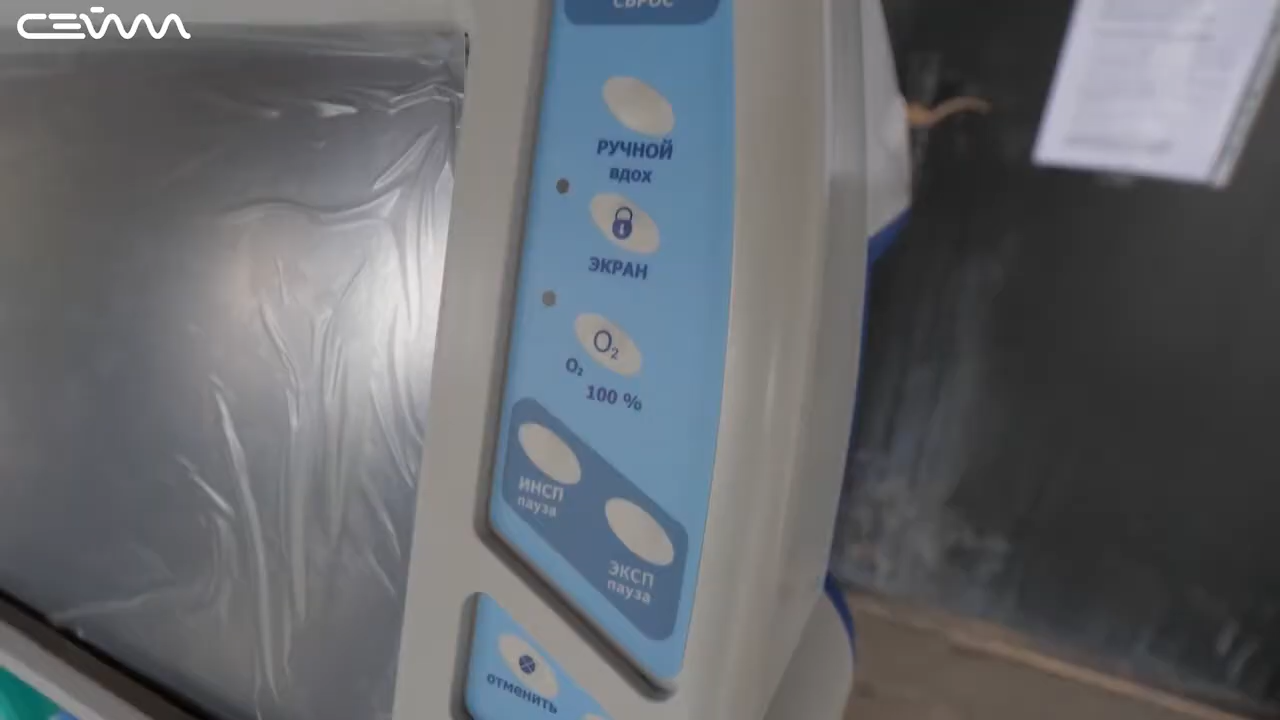 СЕЙМ
СБРОС
РУЧНОЙ
вдох
ЭКРАН
O₂
O₂
100 %
ИНСП
пауза
ЭКСП
пауза
отменить